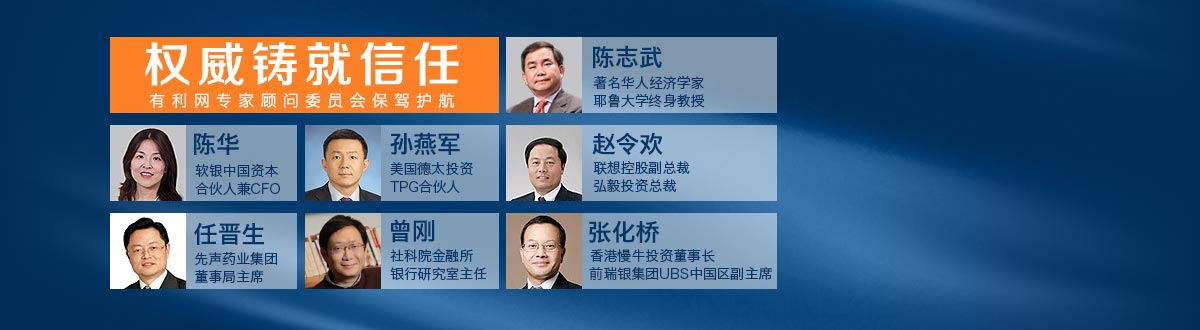 权威铸就信任
有利网专家顾问委员会保驾护航
陈志武
著名华人经济学家
耶鲁大学终身教授
陈华
软银中国资本
合伙人兼CFO
孙燕军
美国德太投资
TPG合伙人
赵令欢
联想控股副总裁
弘毅投资总裁
任晋生
先声药业集团
董事局主席
曾刚
社科院金融所
银行研究室主任
张化桥
香港慢牛投资董事长
前瑞银集团UBS中国区副主席